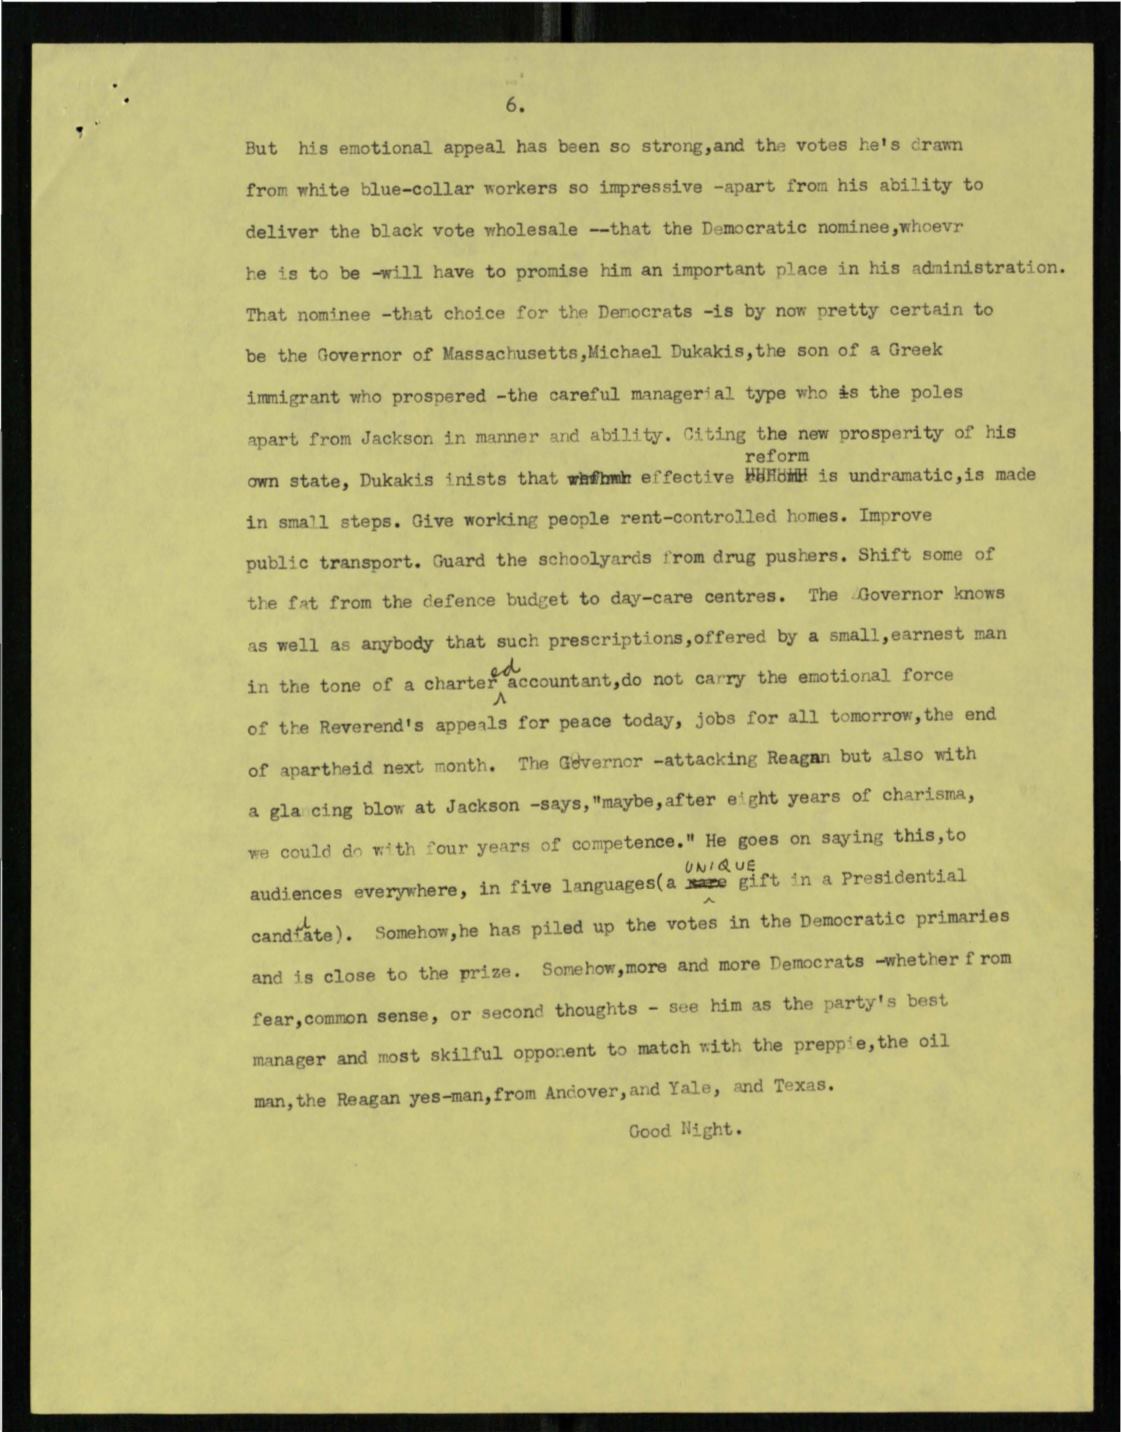 6.
But his emotional appeal has been so strong,and the votes he's drawn
from white blue-collar workers so impressive -apart from his ability to
deliver the black vote wholesale --that the Democratic nominee,whoevr
he is to be -will have to promise him an important place in his administration.
That nominee -that choice for the Democrats -is by now pretty certain to
be the Governor of Massachusetts,Michael Dukakis,the son of a Greek
immigrant who prospered -the careful managerial type who is the poles
apart from Jackson in manner and ability. Citing the new prosperity of his
reform
own state, Dukakis inists that effective is undramatic,is made
in small steps. Give working people rent-controlled homes. Improve
public transport. Guard the schoolyards from drug pushers. Shift some of
the fat from the defence budget to day-care centres. The Governor knows
as well as anybody that such prescriptions,offered by a small,earnest man
in the tone of a chartered accountant,do not carry the emotional force
of the Reverend's appeals for peace today, jobs for all tomorrow,the end
of apartheid next month. The Governor -attacking Reagan but also with
a glancing blow at Jackson -says,"maybe,after eight years of charisma,
we could do with four years of competence." He goes on saying this,to
UNIQUE
audiences everywhere, in five languages(a rare gift in a Presidential
candidate). Somehow,he has piled up the votes in the Democratic primaries
and is close to the prize. Somehow,more and more Democrats -whether from
fear,common sense, or second thoughts - see him as the party's best
manager and most skilful opponent to match with the preppie,the oil
man,the Reagan yes-man,from Andover,and Yale, and Texas.
Good Night.